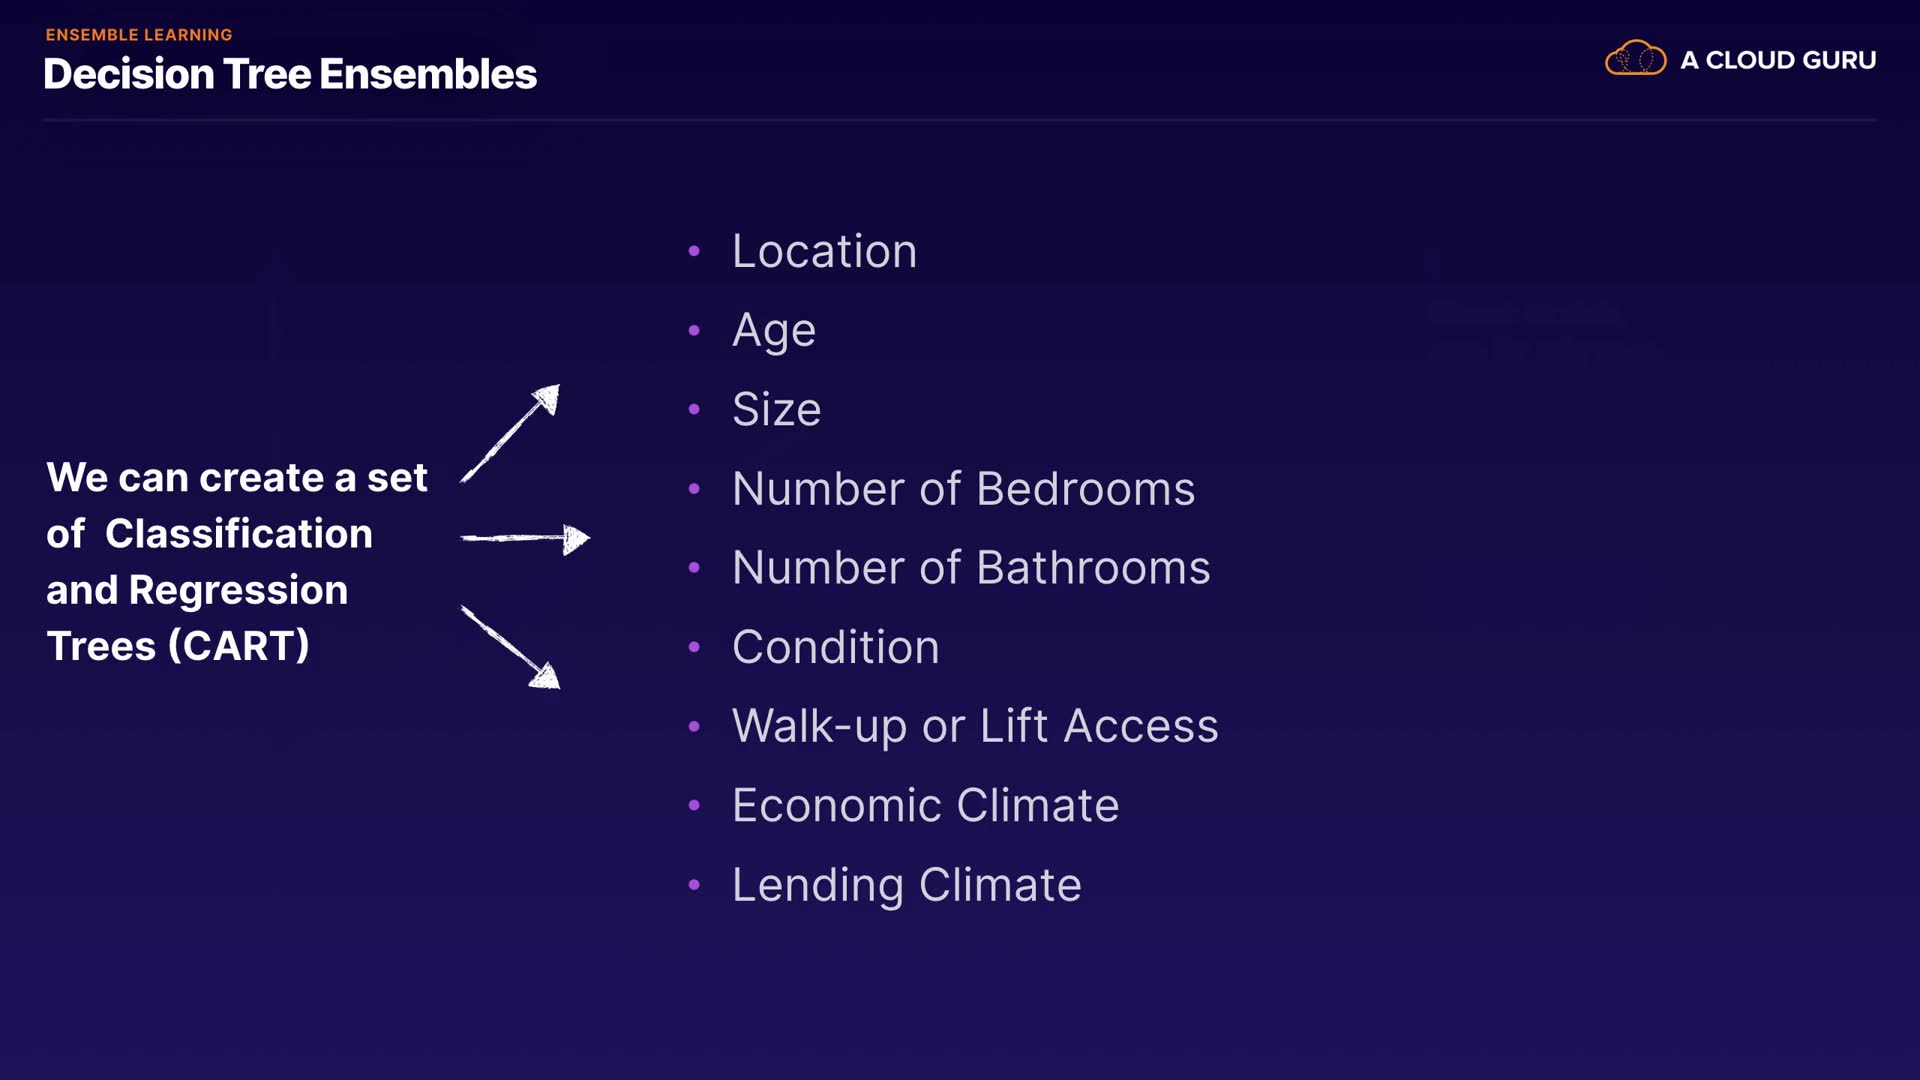 ENSEMBLE LEARNING
Decision Tree Ensembles
A CLOUD GURU
We can create a set
of  Classification
and Regression
Trees (CART)
• Location
• Age
• Size
• Number of Bedrooms
• Number of Bathrooms
• Condition
• Walk-up or Lift Access
• Economic Climate
• Lending Climate